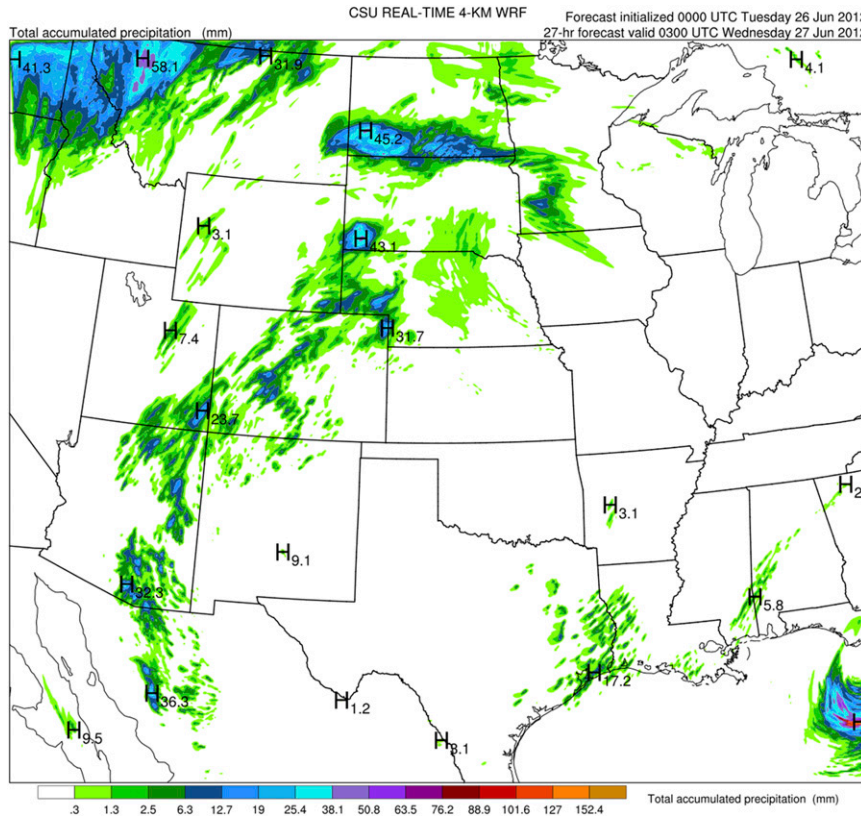 CSU REAL-TIME 4-KM WRF
Forecast initialized 0000 UTC Tuesday 26 Jun 2012
Total accumulated precipitation (mm)
27-hr forecast valid 0300 UTC Wednesday 27 Jun 2012
H41.3
H58.1
H31.9
H4.1
H45.2
H3.1
H43.1
H7.4
H31.7
H23.7
H2
H3.1
H9.1
H32.3
H5.8
H17.2
H36.3
H1.2
H
H9.5
H3.1
.3 1.3 2.5 6.3 12.7 19 25.4 38.1 50.8 63.5 76.2 88.9 101.6 127 152.4
Total accumulated precipitation (mm)